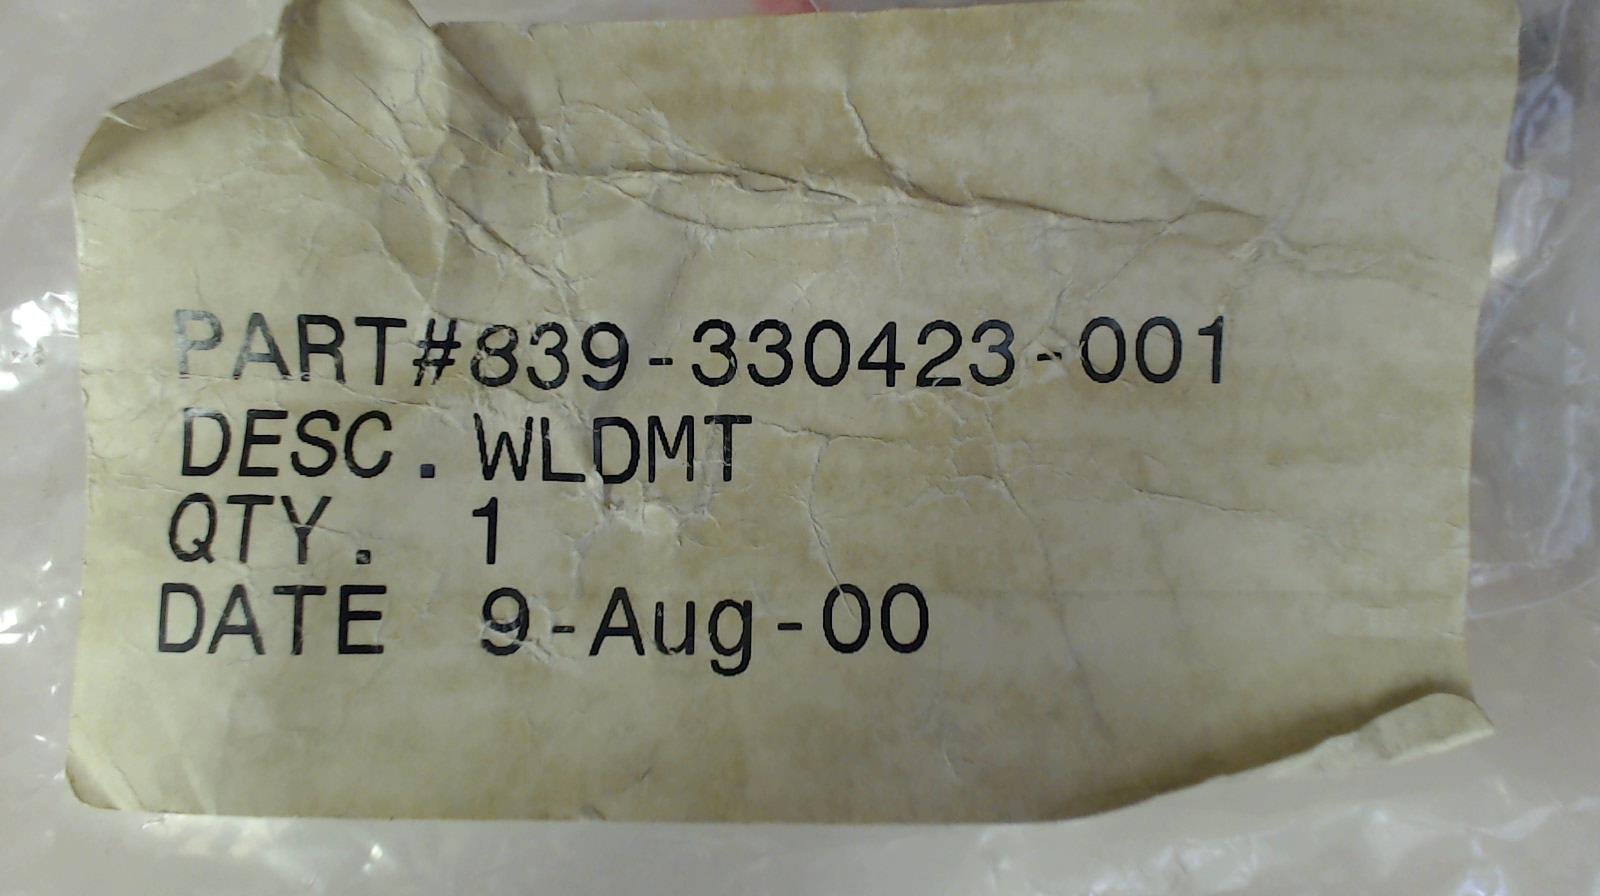 PART#839-330423-001
DESC. WLDMT
QTY. 1
DATE 9-Aug-00